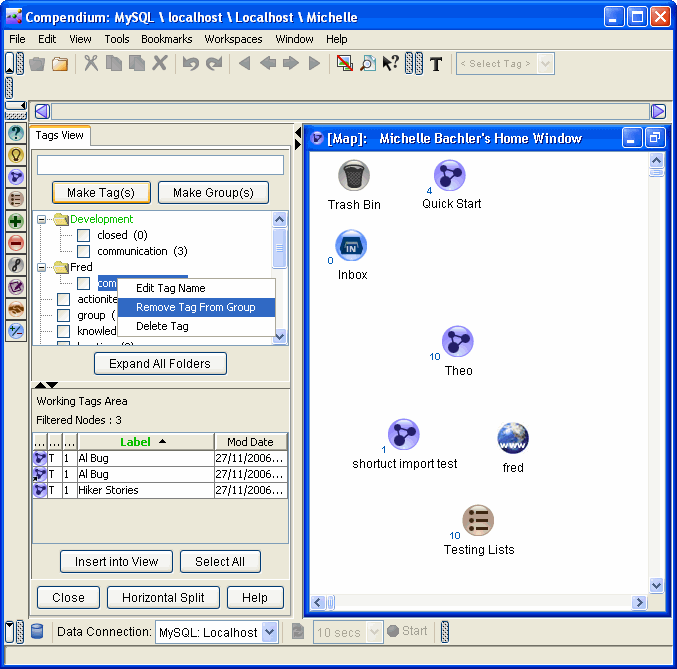 Compendium: MySQL \ localhost \ Localhost \ Michelle
File Edit View Tools Bookmarks Workspaces Window Help
T < Select Tag >
Tags View
Make Tag(s) Make Group(s)
Development
closed (0)
communication (3)
Fred
com
actionite
group (
knowled
Edit Tag Name
Remove Tag From Group
Delete Tag
Expand All Folders
Working Tags Area
Filtered Nodes : 3
... ... ... Label Mod Date
T 1 Al Bug 27/11/2006...
T 1 Al Bug 27/11/2006...
T 1 Hiker Stories 27/11/2006...
Insert into View Select All
Close Horizontal Split Help
[Map]: Michelle Bachler's Home Window
Trash Bin
4
Quick Start
IN
0
Inbox
10
Theo
1
shortuct import test
www
fred
10
Testing Lists
Data Connection: MySQL: Localhost 10 secs Start